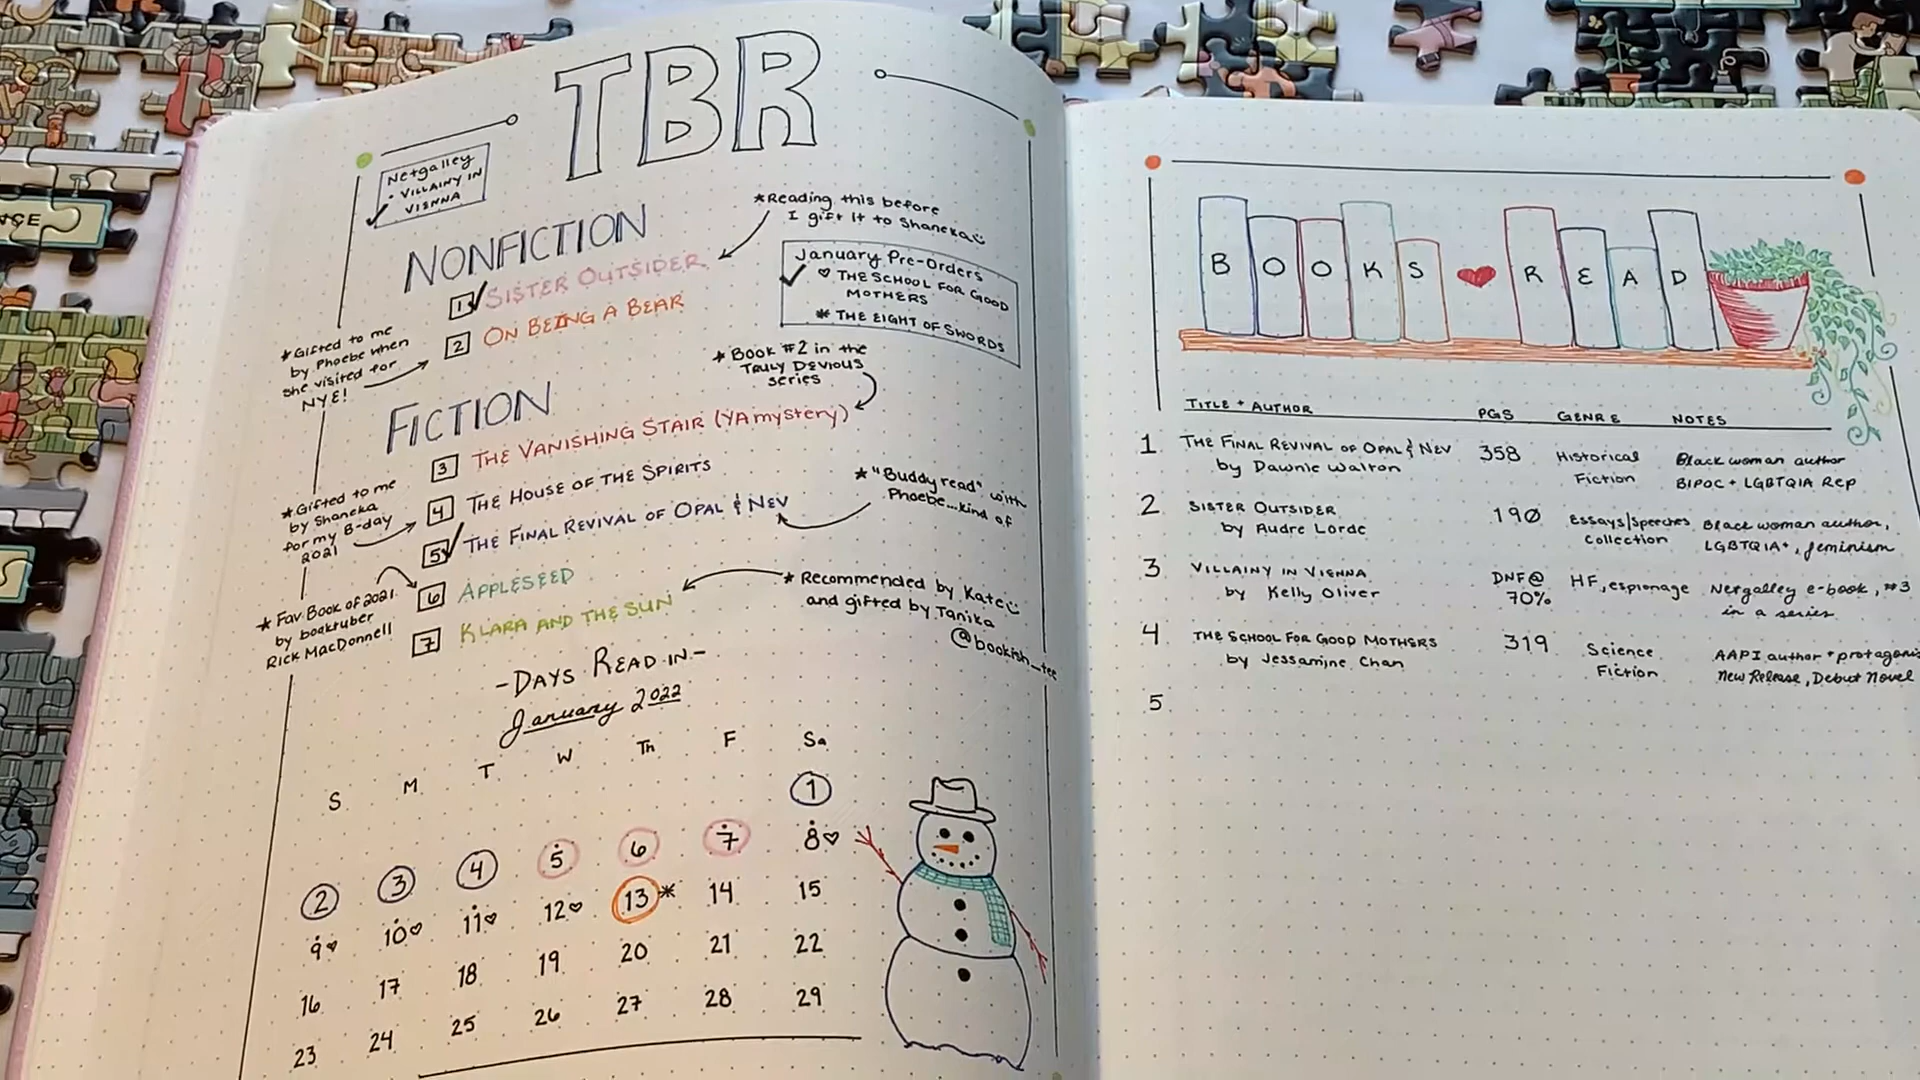 NCE
TBR
Netgalley
• VILLAINY IN
VIENNA
NONFICTION
1 SISTER OUTSIDER
2 ON BEING A BEAR
*Reading this before
I gift it to Shaneka
January Pre-Orders
♡ THE SCHOOL FOR GOOD
MOTHERS
* THE EIGHT OF SWORDS
*Gifted to me
by Phoebe when
she visited for
NYE!
* Book #2 in the
TRULY DEVIOUS
series
FICTION
3 THE VANISHING STAIR (YA mystery)
4 THE HOUSE OF THE SPIRITS
5 THE FINAL REVIVAL OF OPAL & NEV
6 APPLESEED
7 KLARA AND THE SUN
*Gifted to me
by Shaneka
for my B-day
2021
* "Buddy read" with
Phoebe...kind of
* Fav Book of 2021
by booktuber
Rick MacDonnell
* Recommended by Kate
and gifted by Tanika
@bookish_tee
-DAYS READ IN-
January 2022
S M T W Th F Sa
1
2 3 4 5 6 7 8♡
9♡ 10♡ 11♡ 12♡ 13* 14 15
16 17 18 19 20 21 22
23 24 25 26 27 28 29
BOOKS ♥ READ
TITLE + AUTHOR PGS GENRE NOTES
1 THE FINAL REVIVAL OF OPAL & NEV 358 Historical Black woman author
by Dawnie Walton Fiction BIPOC + LGBTQIA Rep
2 SISTER OUTSIDER 190 Essays/Speeches Black woman author,
by Audre Lorde Collection LGBTQIA+, feminism
3 VILLAINY IN VIENNA DNF@ HF, espionage Netgalley e-book, #3
by Kelly Oliver 70% in a series
4 THE SCHOOL FOR GOOD MOTHERS 319 Science AAPI author + protagonis
by Jessamine Chan Fiction New Release, Debut Novel
5